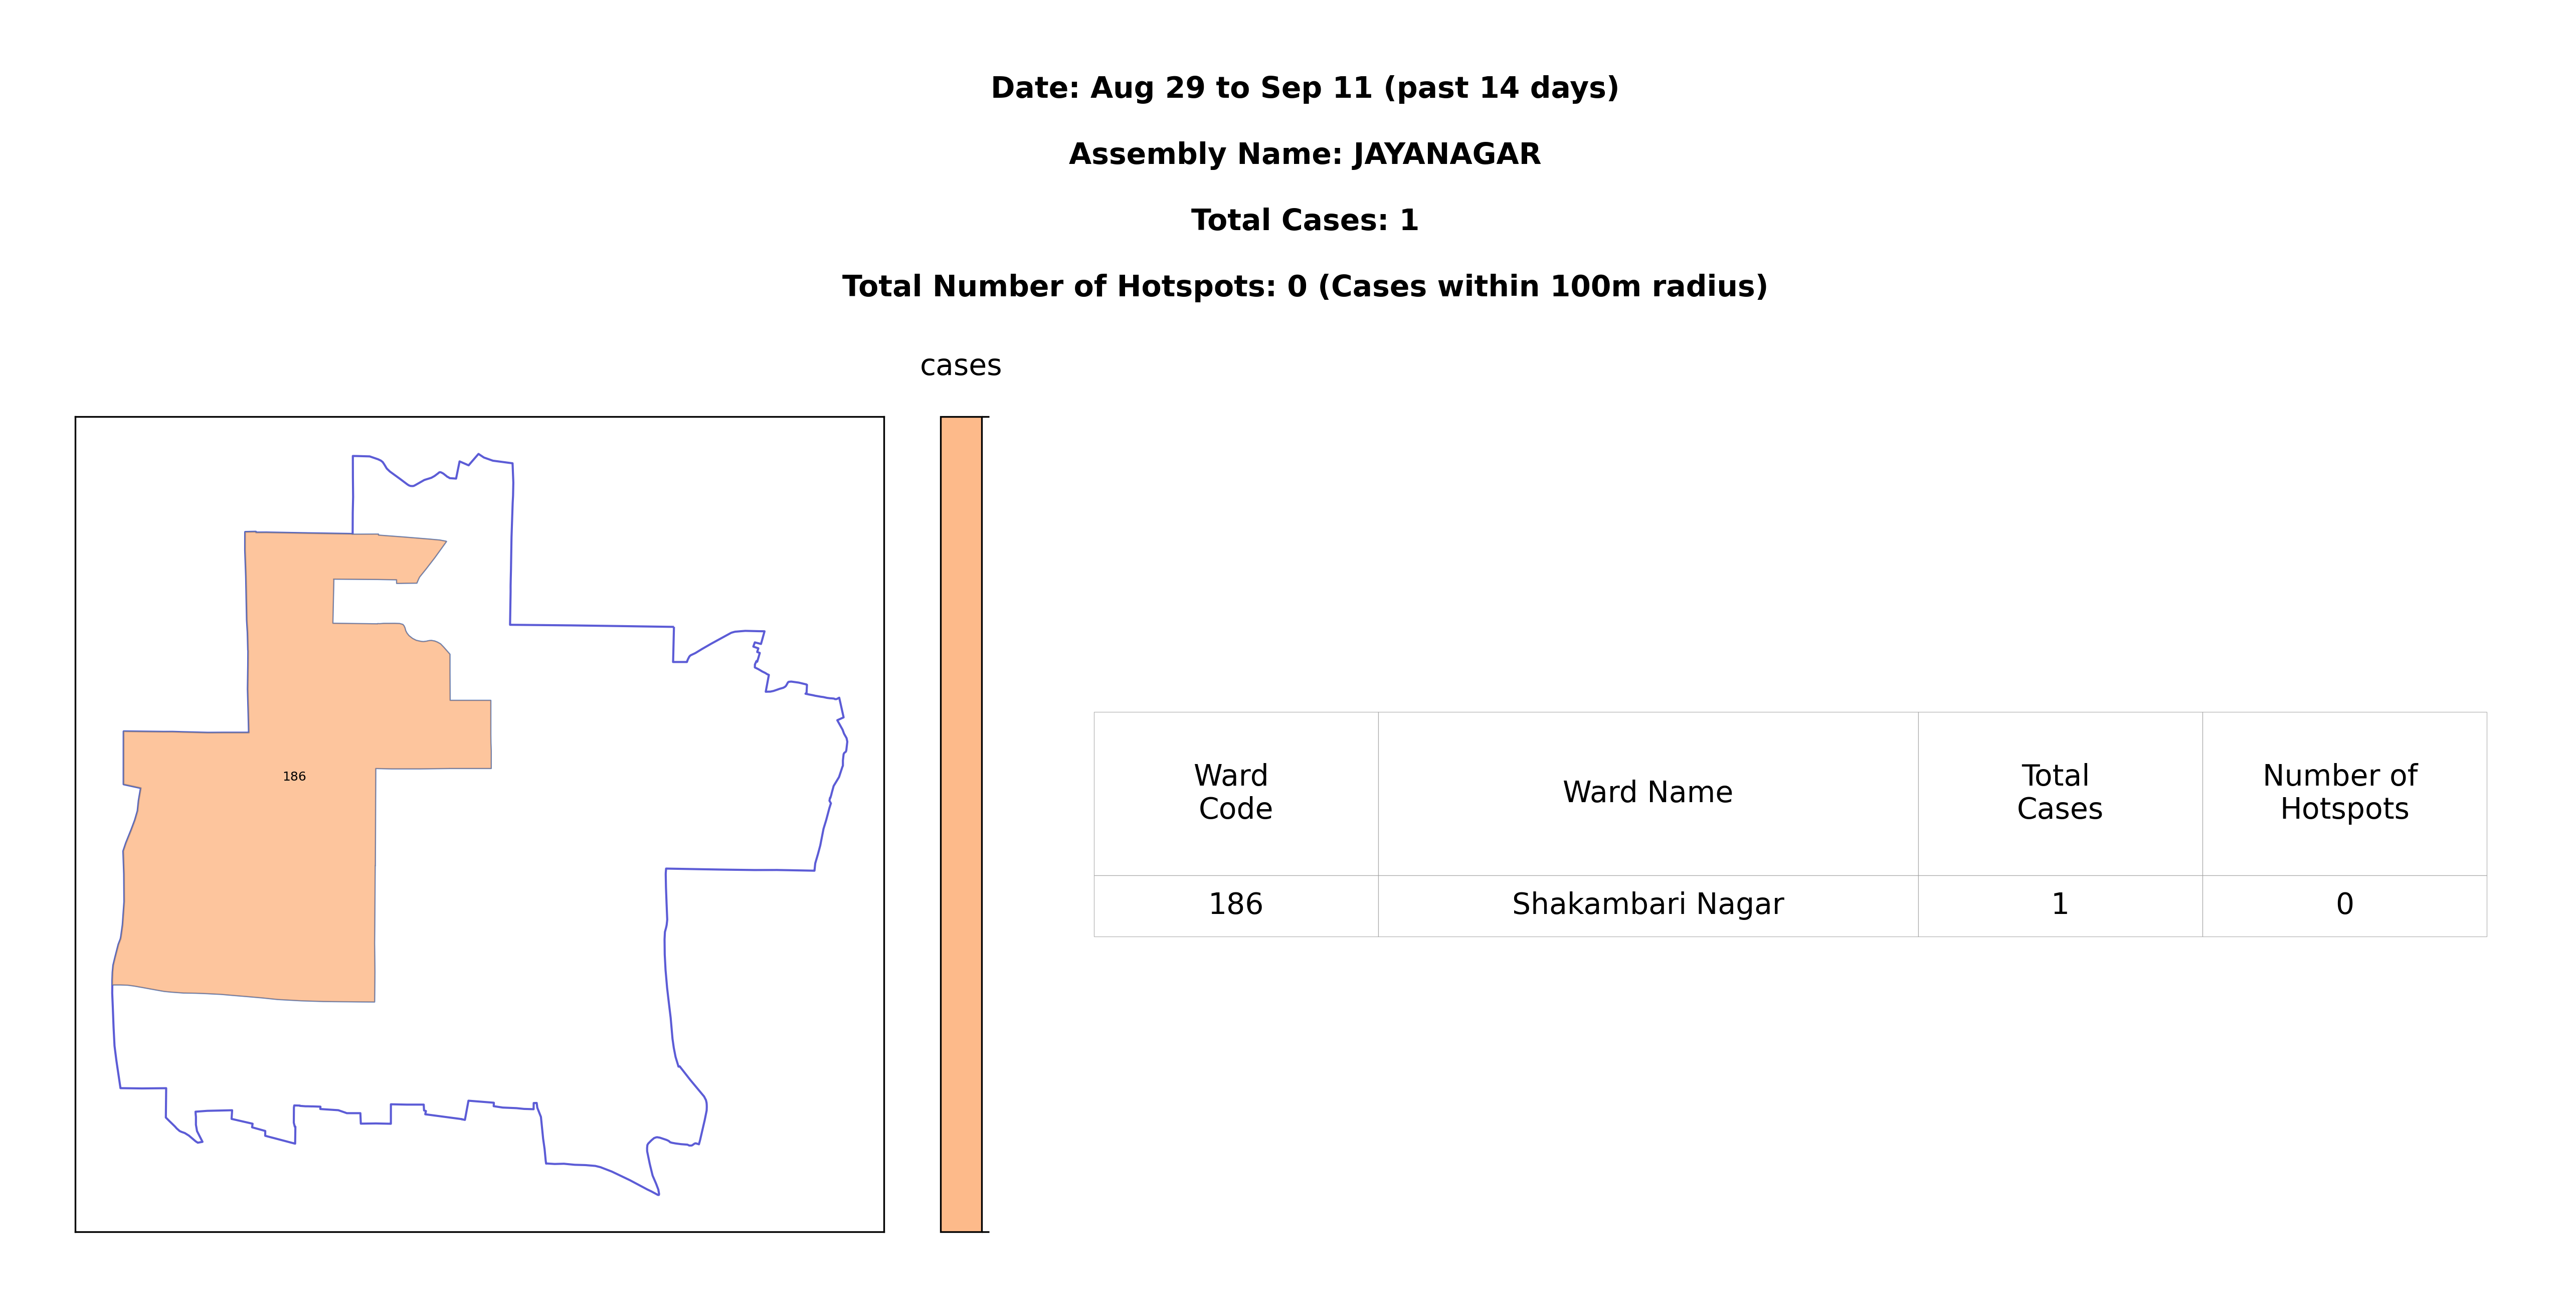 Date: Aug 29 to Sep 11 (past 14 days)
Assembly Name: JAYANAGAR
Total Cases: 1
Total Number of Hotspots: 0 (Cases within 100m radius)
cases
186
Ward Code
Ward Name
Total Cases
Number of Hotspots
186
Shakambari Nagar
1
0